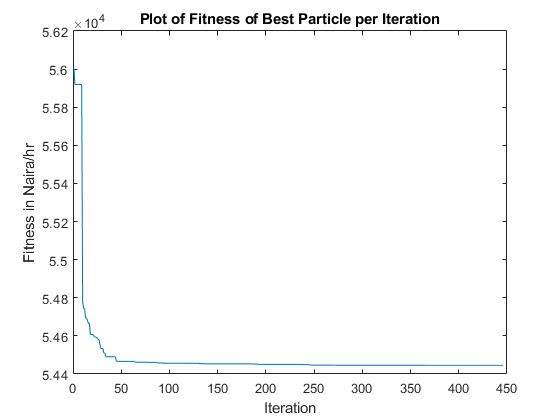 ×10⁴
Plot of Fitness of Best Particle per Iteration
5.62
5.6
5.58
5.56
5.54
5.52
5.5
5.48
5.46
5.44
Fitness in Naira/hr
0 50 100 150 200 250 300 350 400 450
Iteration